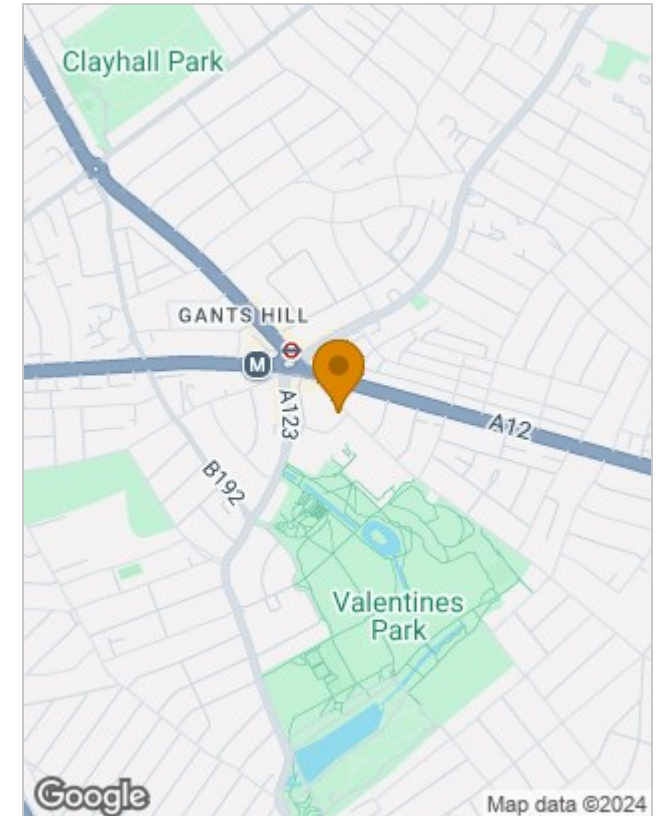 Clayhall Park
GANTS HILL
M
A123
A12
B192
Valentines
Park
Google
Map data ©2024